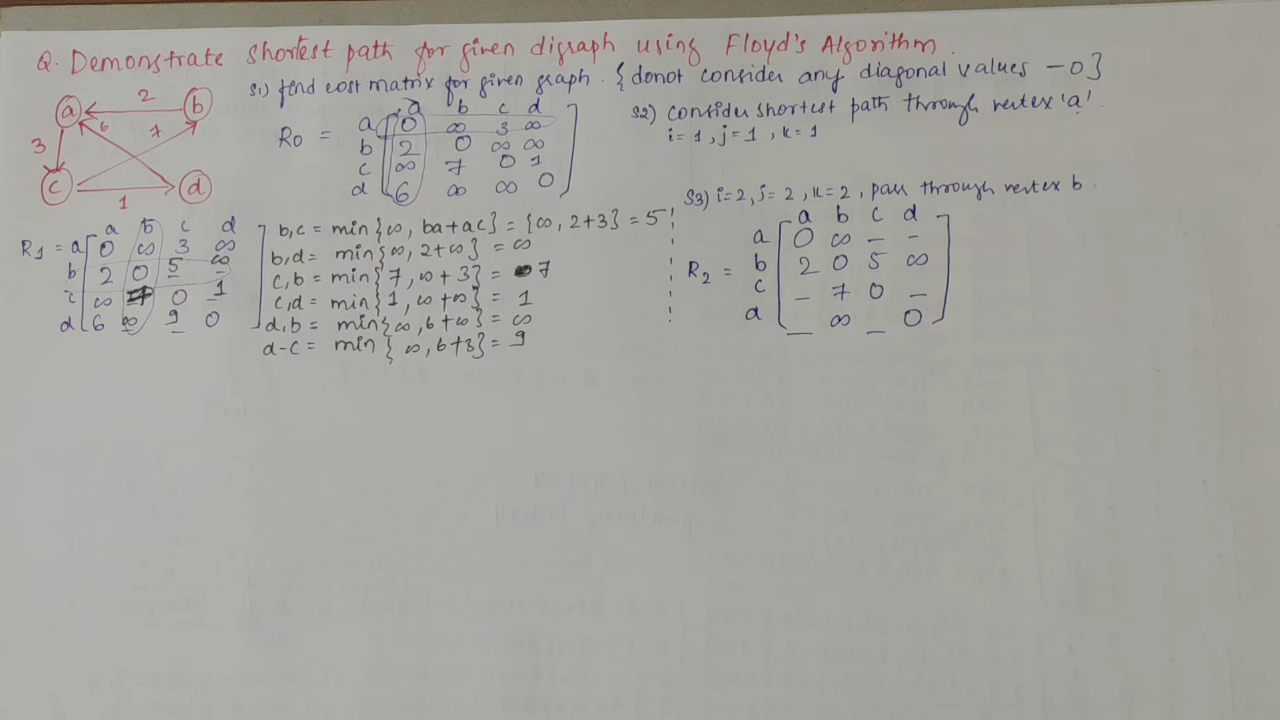 Q. Demonstrate shortest path for given digraph using Floyd's Algorithm.
S1) find cost matrix for given graph. {donot consider any diagonal values - 0}
a 2 b
3 6 7
c 1 d
a b c d
R0 = a 0 ∞ 3 ∞
b 2 0 ∞ ∞
c ∞ 7 0 1
d 6 ∞ ∞ 0
S2) consider shortest path through vertex 'a'.
i=1, j=1, k=1
a b c d
R1 = a 0 ∞ 3 ∞
b 2 0 5 ∞
c ∞ 7 0 1
d 6 ∞ 9 0
b,c = min{∞, ba+ac} = {∞, 2+3} = 5
b,d = min{∞, 2+∞} = ∞
c,b = min{7, ∞+3} = 7
c,d = min{1, ∞+∞} = 1
d,b = min{∞, 6+∞} = ∞
d-c = min{∞, 6+3} = 9
S3) i=2, j=2, k=2, pass through vertex b.
a b c d
a 0 ∞ - -
R2 = b 2 0 5 ∞
c - 7 0 -
d - ∞ - 0